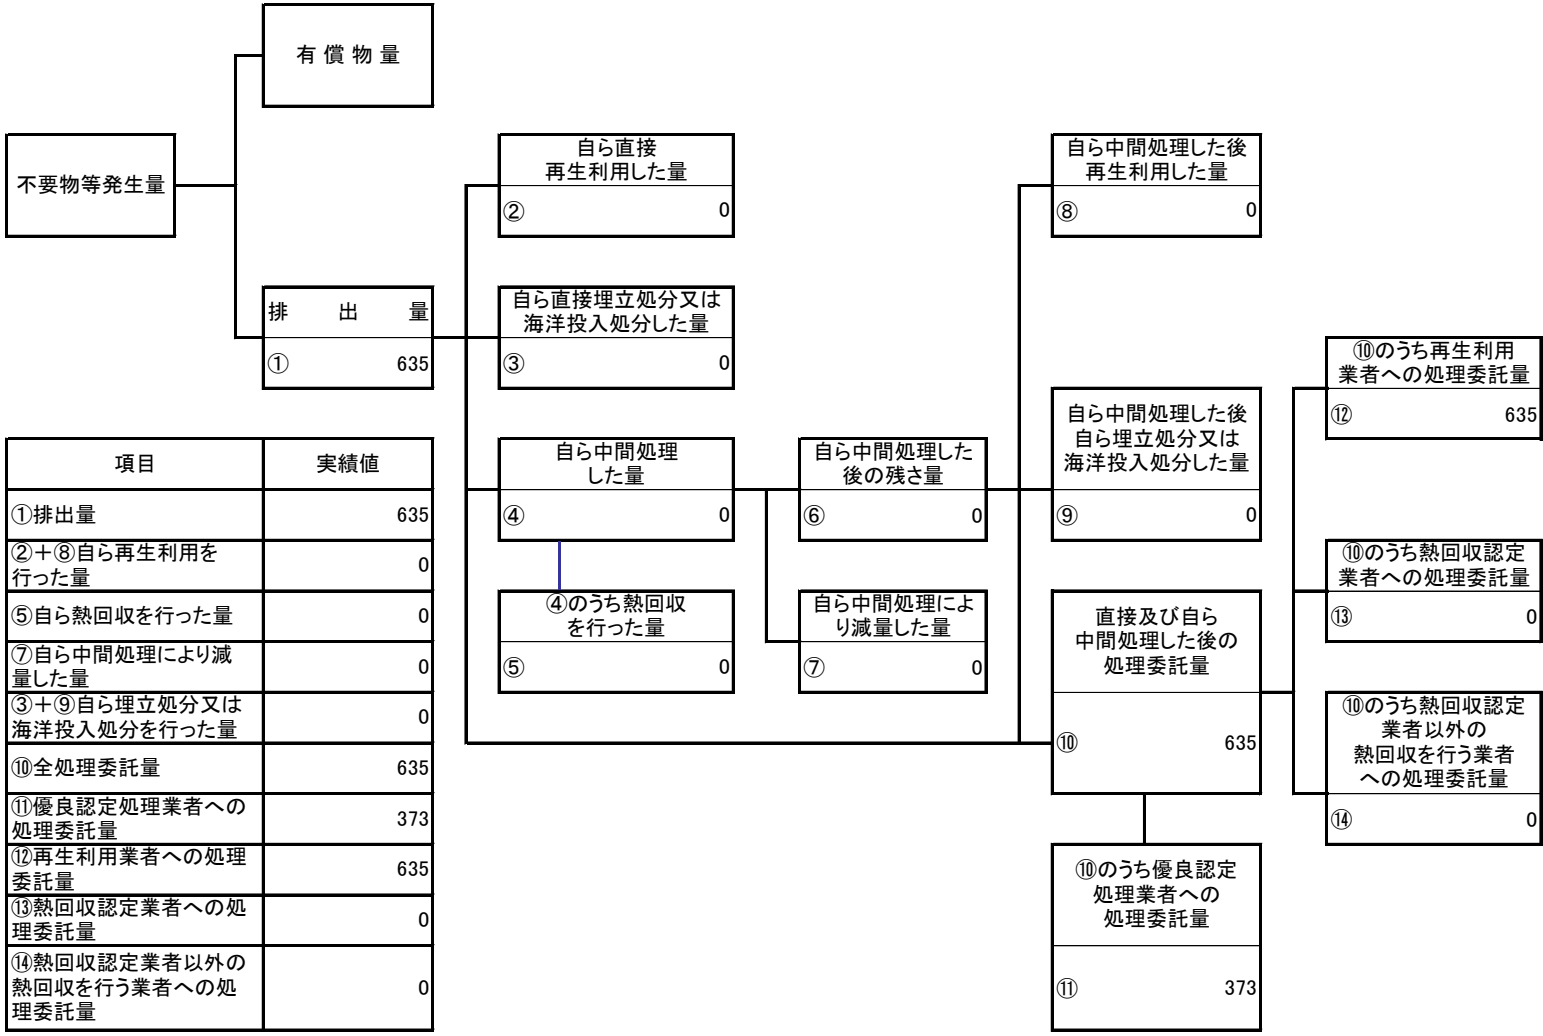 有 償 物 量
不要物等発生量
排 出 量
① 635
自ら直接
再生利用した量
② 0
自ら直接埋立処分又は
海洋投入処分した量
③ 0
自ら中間処理
した量
④ 0
④のうち熱回収
を行った量
⑤ 0
自ら中間処理した
後の残さ量
⑥ 0
自ら中間処理によ
り減量した量
⑦ 0
自ら中間処理した後
再生利用した量
⑧ 0
自ら中間処理した後
自ら埋立処分又は
海洋投入処分した量
⑨ 0
直接及び自ら
中間処理した後の
処理委託量
⑩ 635
⑩のうち優良認定
処理業者への
処理委託量
⑪ 373
⑩のうち再生利用
業者への処理委託量
⑫ 635
⑩のうち熱回収認定
業者への処理委託量
⑬ 0
⑩のうち熱回収認定
業者以外の
熱回収を行う業者
への処理委託量
⑭ 0
項目 実績値
①排出量 635
②＋⑧自ら再生利用を
行った量 0
⑤自ら熱回収を行った量 0
⑦自ら中間処理により減
量した量 0
③＋⑨自ら埋立処分又は
海洋投入処分を行った量 0
⑩全処理委託量 635
⑪優良認定処理業者への
処理委託量 373
⑫再生利用業者への処理
委託量 635
⑬熱回収認定業者への処
理委託量 0
⑭熱回収認定業者以外の
熱回収を行う業者への処
理委託量 0